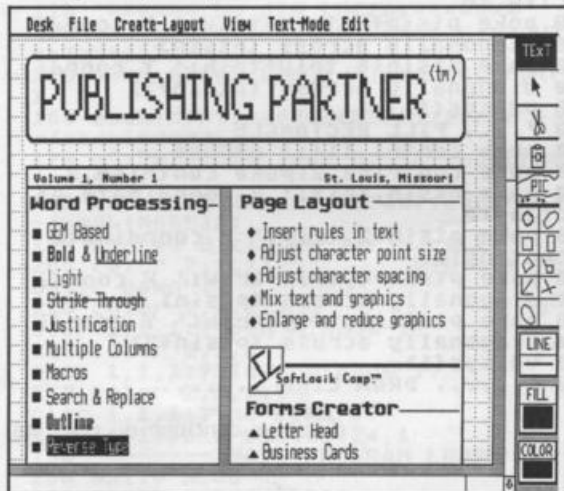 Desk File Create-Layout View Text-Mode Edit
PUBLISHING PARTNER (tm)
Volume 1, Number 1
St. Louis, Missouri
Word Processing
■ GEM Based
■ Bold & Underline
■ Light
■ Strike Through
■ Justification
■ Multiple Columns
■ Macros
■ Search & Replace
■ Outline
■ Reverse Type
Page Layout
♦ Insert rules in text
♦ Adjust character point size
♦ Adjust character spacing
♦ Mix text and graphics
♦ Enlarge and reduce graphics
SL
SoftLogik Corp™
Forms Creator
▲ Letter Head
▲ Business Cards
TExT
PIC
LINE
FILL
COLOR